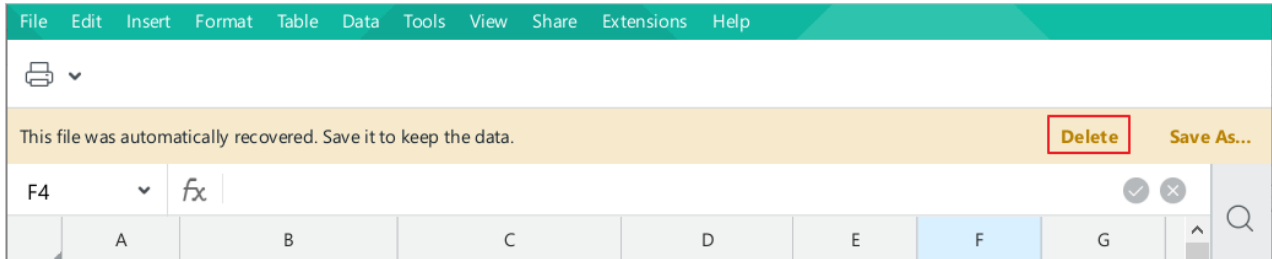 File Edit Insert Format Table Data Tools View Share Extensions Help
This file was automatically recovered. Save it to keep the data. Delete Save As...
F4 fx
A B C D E F G